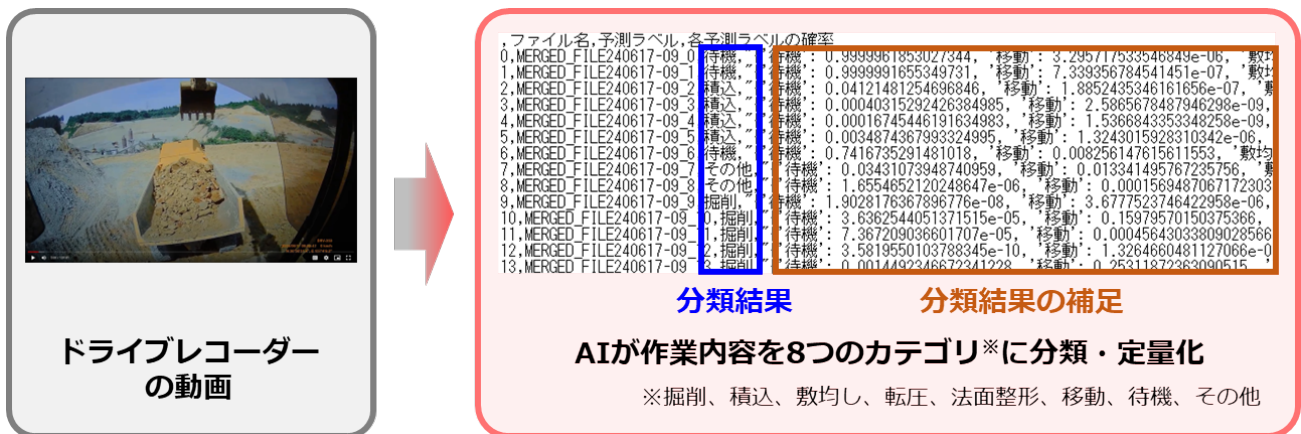 ドライブレコーダー
の動画
,ファイル名,予測ラベル,各予測ラベルの確率
0,MERGED_FILE240617-09_0,待機,"{'待機': 0.9999961853027344, '移動': 3.295717533546849e-06, '敷均
1,MERGED_FILE240617-09_1,待機,"{'待機': 0.9999991655349731, '移動': 7.339356784541451e-07, '敷均
2,MERGED_FILE240617-09_2,積込,"{'待機': 0.04121481254696846, '移動': 1.8852435346161656e-07, '敷
3,MERGED_FILE240617-09_3,積込,"{'待機': 0.00040315292426384985, '移動': 2.5865678487946298e-09,
4,MERGED_FILE240617-09_4,積込,"{'待機': 0.00016745446191634983, '移動': 1.5366843353348258e-09,
5,MERGED_FILE240617-09_5,積込,"{'待機': 0.00348743679933324995, '移動': 1.3243015928310342e-06,
6,MERGED_FILE240617-09_6,待機,"{'待機': 0.7416735291481018, '移動': 0.008256147615611553, '敷均
7,MERGED_FILE240617-09_7,その他,"{'待機': 0.03431073948740959, '移動': 0.013341495767235756, '敷
8,MERGED_FILE240617-09_8,その他,"{'待機': 1.6554652120248647e-06, '移動': 0.0001569487067172303
9,MERGED_FILE240617-09_9,掘削,"{'待機': 1.9028176367896776e-08, '移動': 3.6777523746422958e-06,
10,MERGED_FILE240617-09_10,掘削,"{'待機': 3.6362544051371515e-05, '移動': 0.15979570150375366,
11,MERGED_FILE240617-09_11,掘削,"{'待機': 7.367209036601707e-05, '移動': 0.00045643033809028566
12,MERGED_FILE240617-09_12,掘削,"{'待機': 3.5819550103788345e-10, '移動': 1.3264660481127066e-0
13,MERGED_FILE240617-09_13,掘削,"{'待機': 0.0014492346672341228, '移動': 0.25311872363090515, '
分類結果
分類結果の補足
AIが作業内容を8つのカテゴリ※に分類・定量化
※掘削、積込、敷均し、転圧、法面整形、移動、待機、その他